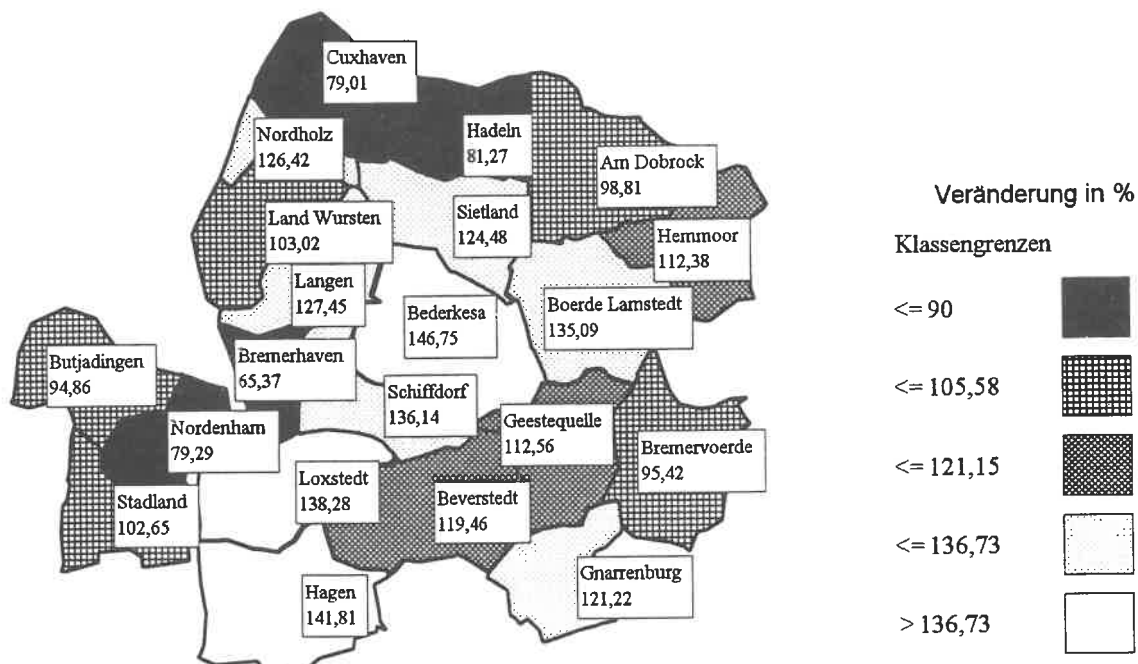 Cuxhaven
79,01
Nordholz
126,42
Hadeln
81,27
Am Dobrock
98,81
Land Wursten
103,02
Sietland
124,48
Hemmoor
112,38
Langen
127,45
Bederkesa
146,75
Boerde Lamstedt
135,09
Butjadingen
94,86
Bremerhaven
65,37
Schiffdorf
136,14
Nordenham
79,29
Geestequelle
112,56
Bremervoerde
95,42
Stadland
102,65
Loxstedt
138,28
Beverstedt
119,46
Hagen
141,81
Gnarrenburg
121,22
Veränderung in %
Klassengrenzen
<= 90
<= 105,58
<= 121,15
<= 136,73
> 136,73